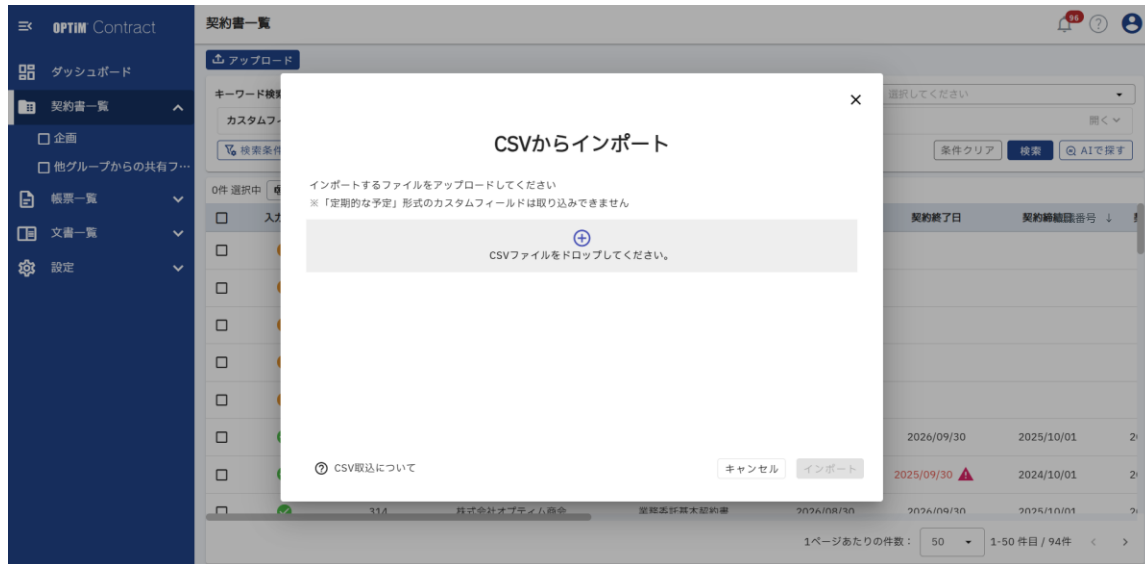 OPTiM Contract
ダッシュボード
契約書一覧
企画
他グループからの共有フ…
帳票一覧
文書一覧
設定
契約書一覧
96
アップロード
キーワード検索
選択してください
カスタムフィ
開く
検索条件
条件クリア
検索
AIで探す
0件 選択中
入力
契約終了日
契約締結日
番号 ↓
2026/09/30
2025/10/01
2025/09/30
2024/10/01
314
株式会社オプティム商会
業務委託基本契約書
2026/08/30
2026/09/30
2025/10/01
1ページあたりの件数：
50
1-50 件目 / 94件
CSVからインポート
インポートするファイルをアップロードしてください
※「定期的な予定」形式のカスタムフィールドは取り込みできません
CSVファイルをドロップしてください。
CSV取込について
キャンセル
インポート